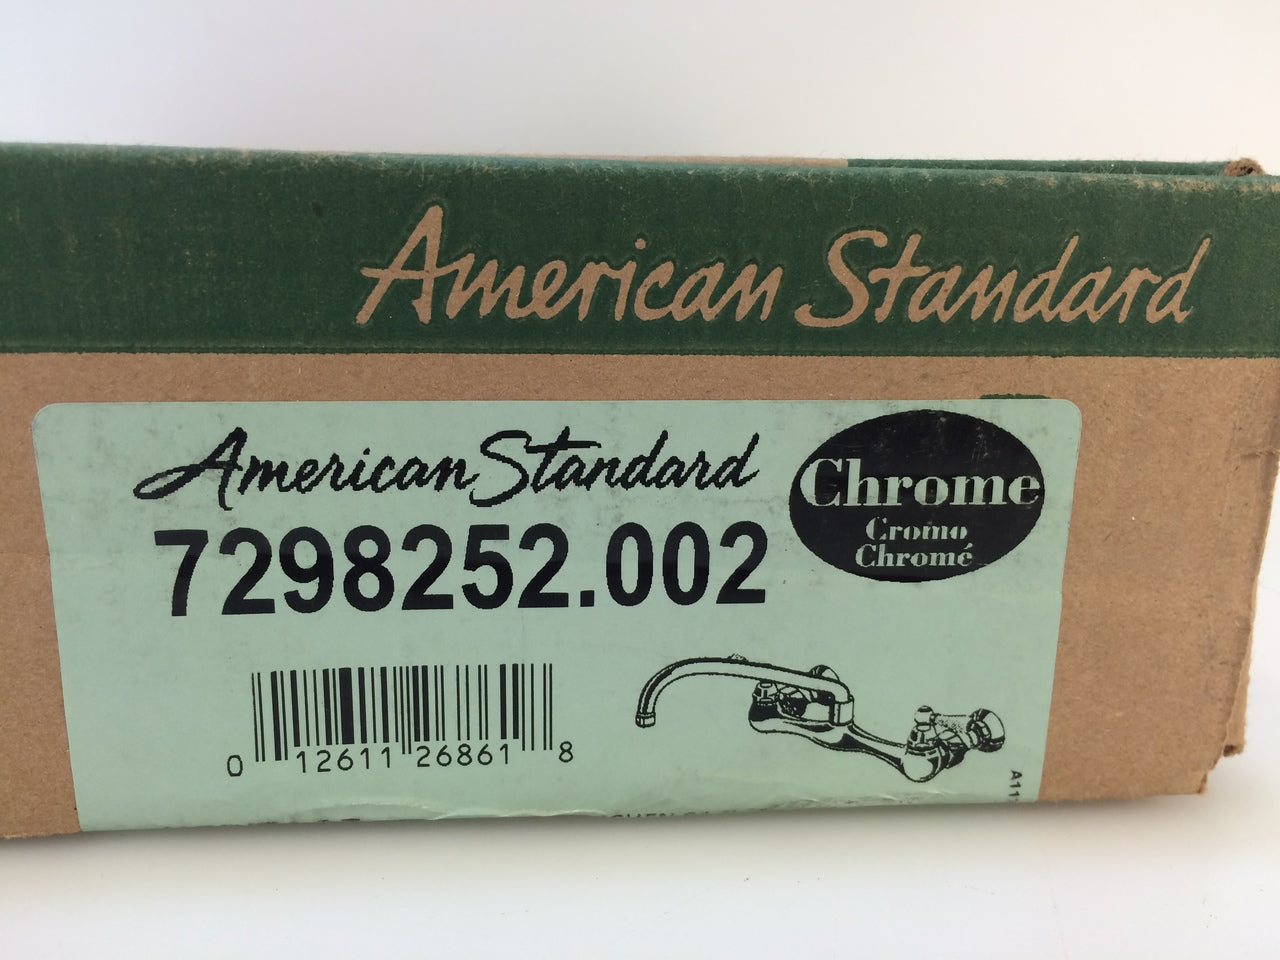 American Standard
American Standard
7298252.002
Chrome
Cromo
Chromé
0 12611 26861 8